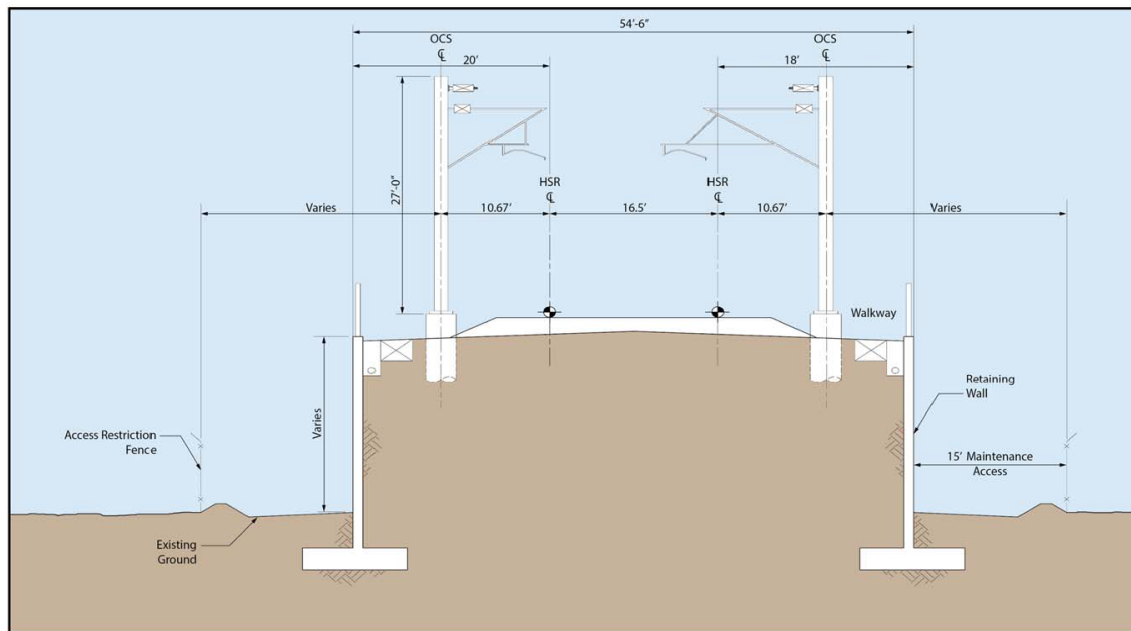 54'-6"
OCS
℄
OCS
℄
20'
18'
27'-0"
HSR
℄
HSR
℄
Varies
10.67'
16.5'
10.67'
Varies
Walkway
Varies
Retaining
Wall
Access Restriction
Fence
15' Maintenance
Access
Existing
Ground